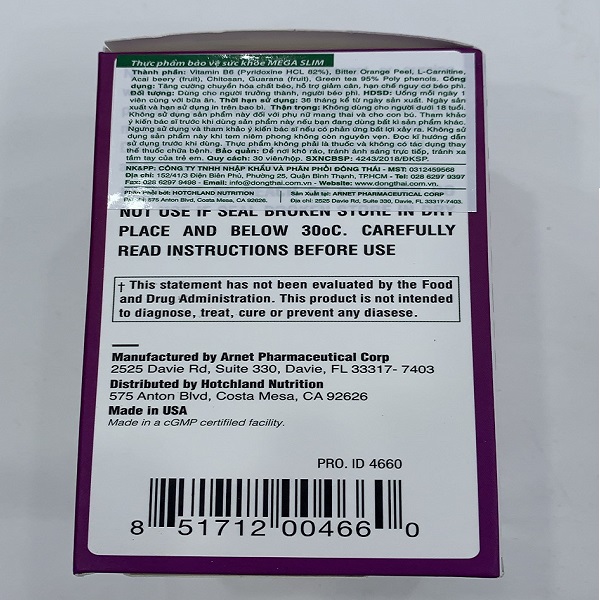 Thực phẩm bảo vệ sức khỏe MEGA SLIM
Thành phần: Vitamin B6 (Pyridoxine HCL 82%), Bitter Orange Peel, L-Carnitine,
Acai beery (fruit), Chitosan, Guarana (fruit), Green tea 95% Poly phenols. Công
dụng: Tăng cường chuyển hóa chất béo, hỗ trợ giảm cân, hạn chế nguy cơ béo phì.
Đối tượng: Dùng cho người trưởng thành, người béo phì. HDSD: Uống mỗi ngày 1
viên cùng với bữa ăn. Thời hạn sử dụng: 36 tháng kể từ ngày sản xuất. Ngày sản
xuất và hạn sử dụng in trên bao bì. Thận trọng: Không dùng cho người dưới 18 tuổi.
Không sử dụng sản phẩm này đối với phụ nữ mang thai và cho con bú. Tham khảo
ý kiến bác sĩ trước khi dùng sản phẩm này nếu bạn đang dùng bất kì sản phẩm khác.
Ngưng sử dụng và tham khảo ý kiến bác sĩ nếu có phản ứng bất lợi xảy ra. Không sử
dụng sản phẩm này khi tem niêm phong không còn nguyên vẹn. Đọc kĩ hướng dẫn
sử dụng trước khi dùng. Thực phẩm không phải là thuốc và không có tác dụng thay
thế thuốc chữa bệnh. Bảo quản: Để nơi khô ráo, tránh ánh sáng trực tiếp, tránh xa
tầm tay của trẻ em. Quy cách: 30 viên/hộp. SXNCBSP: 4243/2018/ĐKSP.
NK&PP: CÔNG TY TNHH NHẬP KHẨU VÀ PHÂN PHỐI ĐÔNG THÁI - MST: 0312459568
Địa chỉ: 152/41/3 Điện Biên Phủ, Phường 25, Quận Bình Thạnh, TP.HCM - Tel: 028 6297 9397
Fax: 028 6297 9498 - Email: info@dongthai.com.vn - Website: www.dongthai.com.vn.
Phân Phối bởi: HOTCHLAND NUTRITION
Địa chỉ: 575 Anton Blvd, Costa Mesa, CA 92626.
Sản Xuất tại: ARNET PHARMACEUTICAL CORP
Địa chỉ: 2525 Davie Rd, Suite 330, Davie, FL 33317-7403.
NOT USE IF SEAL BROKEN STORE IN DRY
PLACE AND BELOW 30oC. CAREFULLY
READ INSTRUCTIONS BEFORE USE
† This statement has not been evaluated by the Food
and Drug Administration. This product is not intended
to diagnose, treat, cure or prevent any diasese.
Manufactured by Arnet Pharmaceutical Corp
2525 Davie Rd, Suite 330, Davie, FL 33317- 7403
Distributed by Hotchland Nutrition
575 Anton Blvd, Costa Mesa, CA 92626
Made in USA
Made in a cGMP certified facility.
PRO. ID 4660
8 51712 00466 0